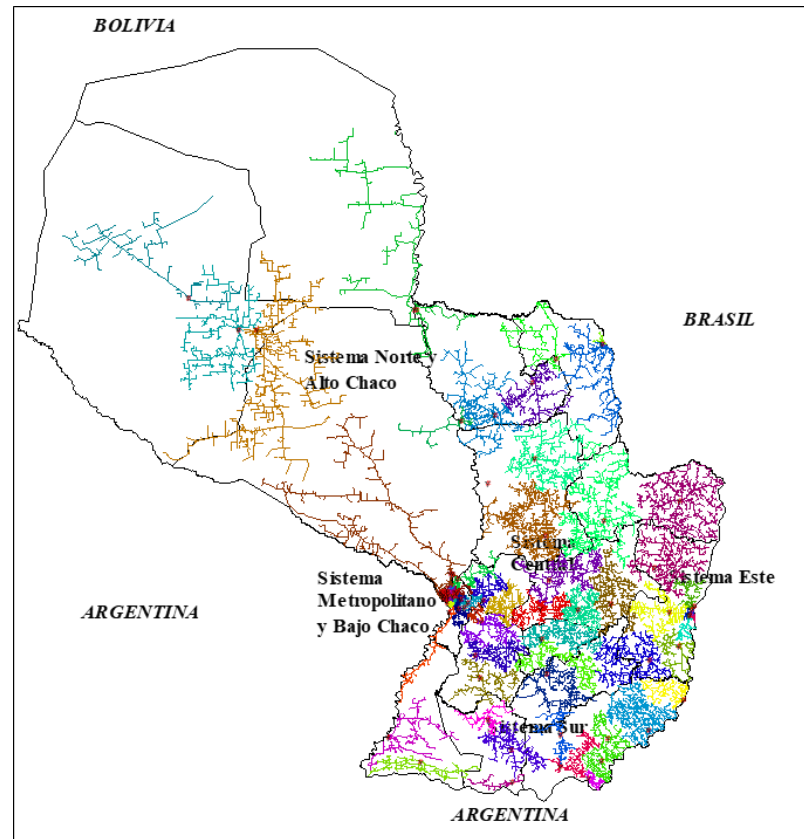 BOLIVIA
BRASIL
Sistema Norte y
Alto Chaco
Sistema
Central
Sistema
Metropolitano
y Bajo Chaco
Sistema Este
ARGENTINA
Sistema Sur
ARGENTINA